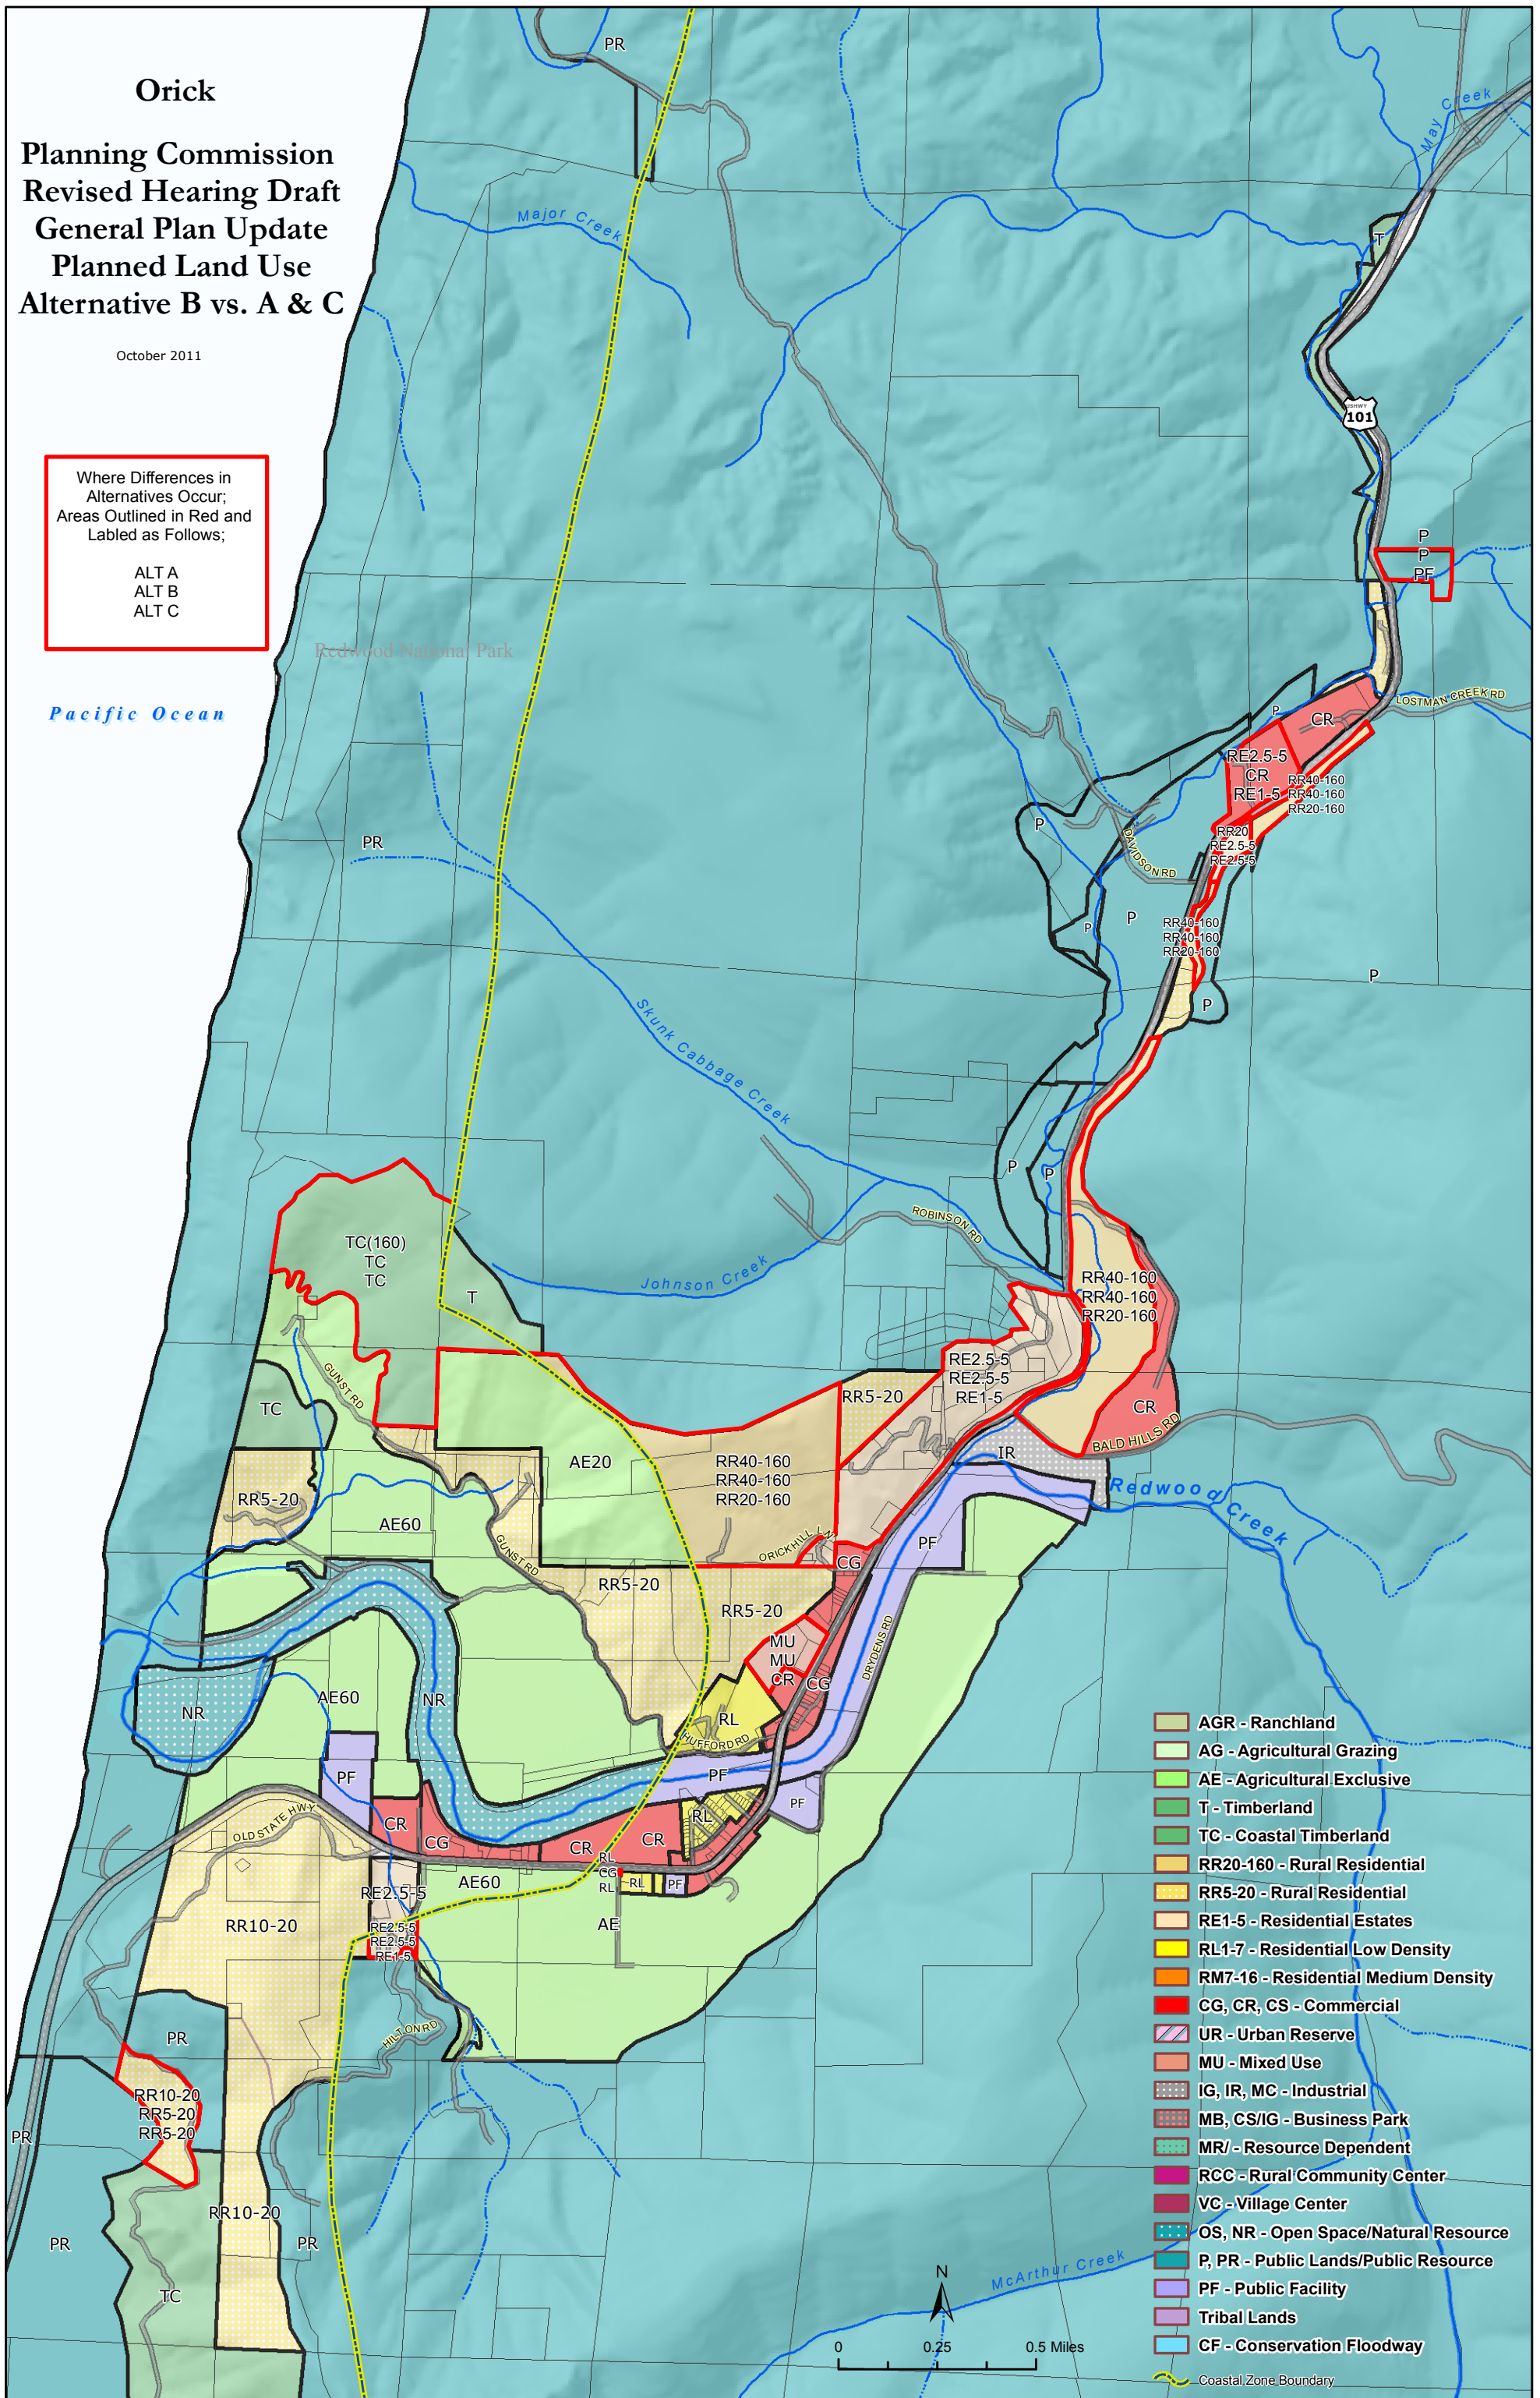 Orick
Planning Commission
Revised Hearing Draft
General Plan Update
Planned Land Use
Alternative B vs. A & C
October 2011
Where Differences in
Alternatives Occur;
Areas Outlined in Red and
Labled as Follows;
ALT A
ALT B
ALT C
Pacific Ocean
Redwood National Park
PR
Major Creek
May Creek
T
USHWY
101
P
P
PF
LOSTMAN CREEK RD
CR
P
RE2.5-5
CR
RE1-5
RR40-160
RR40-160
RR20-160
RR20
RE2.5-5
RE2.5-5
DAVIDSON RD
P
P
P
RR40-160
RR40-160
RR20-160
P
P
PR
Skunk Cabbage Creek
P
P
ROBINSON RD
Johnson Creek
TC(160)
TC
TC
T
RR40-160
RR40-160
RR20-160
GUNST RD
TC
RE2.5-5
RE2.5-5
RE1-5
RR5-20
CR
BALD HILLS RD
IR
Redwood Creek
AE20
RR40-160
RR40-160
RR20-160
RR5-20
AE60
GUNST RD
ORICKHILL LN
CG
PF
RR5-20
RR5-20
MU
MU
CR
CG
DRYDENS RD
NR
AE60
NR
RL
HUFFORD RD
PF
PF
PF
OLD STATE HWY
CR
CG
CR
CR
RL
RL
CG
RL
RL
PF
RE2.5-5
AE60
AE
RR10-20
RE2.5-5
RE2.5-5
RE1-5
HILTON RD
PR
RR10-20
RR5-20
RR5-20
PR
RR10-20
PR
PR
TC
McArthur Creek
N
0 0.25 0.5 Miles
AGR - Ranchland
AG - Agricultural Grazing
AE - Agricultural Exclusive
T - Timberland
TC - Coastal Timberland
RR20-160 - Rural Residential
RR5-20 - Rural Residential
RE1-5 - Residential Estates
RL1-7 - Residential Low Density
RM7-16 - Residential Medium Density
CG, CR, CS - Commercial
UR - Urban Reserve
MU - Mixed Use
IG, IR, MC - Industrial
MB, CS/IG - Business Park
MR/ - Resource Dependent
RCC - Rural Community Center
VC - Village Center
OS, NR - Open Space/Natural Resource
P, PR - Public Lands/Public Resource
PF - Public Facility
Tribal Lands
CF - Conservation Floodway
Coastal Zone Boundary